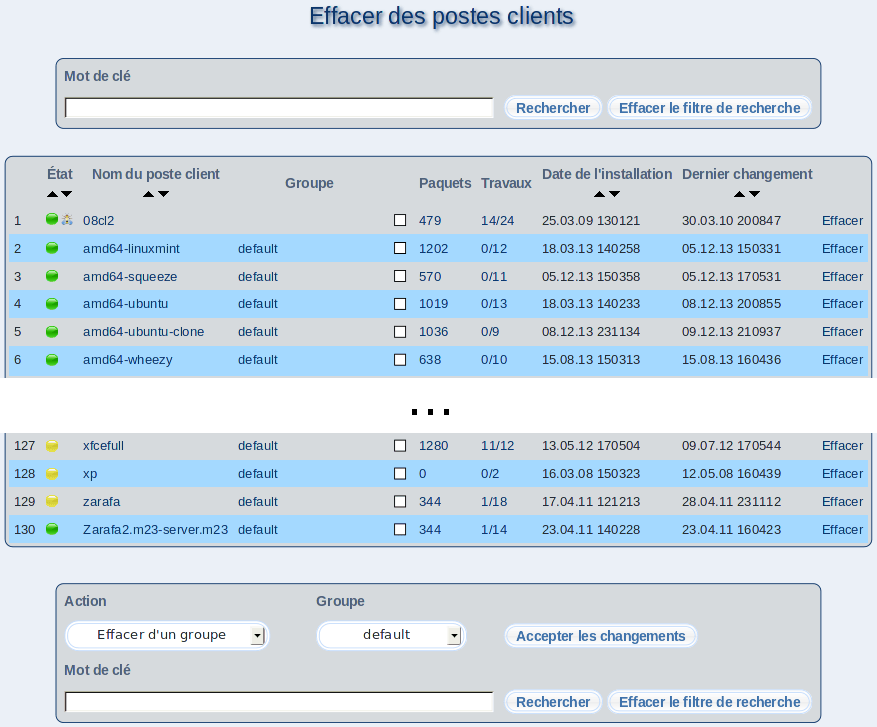 Effacer des postes clients
Mot de clé
Rechercher Effacer le filtre de recherche
État Nom du poste client Groupe Paquets Travaux Date de l'installation Dernier changement
1 08cl2 479 14/24 25.03.09 130121 30.03.10 200847 Effacer
2 amd64-linuxmint default 1202 0/12 18.03.13 140258 05.12.13 150331 Effacer
3 amd64-squeeze default 570 0/11 05.12.13 150358 05.12.13 170531 Effacer
4 amd64-ubuntu default 1019 0/13 18.03.13 140233 08.12.13 200855 Effacer
5 amd64-ubuntu-clone default 1036 0/9 08.12.13 231134 09.12.13 210937 Effacer
6 amd64-wheezy default 638 0/10 15.08.13 150313 15.08.13 160436 Effacer
...
127 xfcefull default 1280 11/12 13.05.12 170504 09.07.12 170544 Effacer
128 xp default 0 0/2 16.03.08 150323 12.05.08 160439 Effacer
129 zarafa default 344 1/18 17.04.11 121213 28.04.11 231112 Effacer
130 Zarafa2.m23-server.m23 default 344 1/14 23.04.11 140228 23.04.11 160423 Effacer
Action Groupe
Effacer d'un groupe default Accepter les changements
Mot de clé
Rechercher Effacer le filtre de recherche